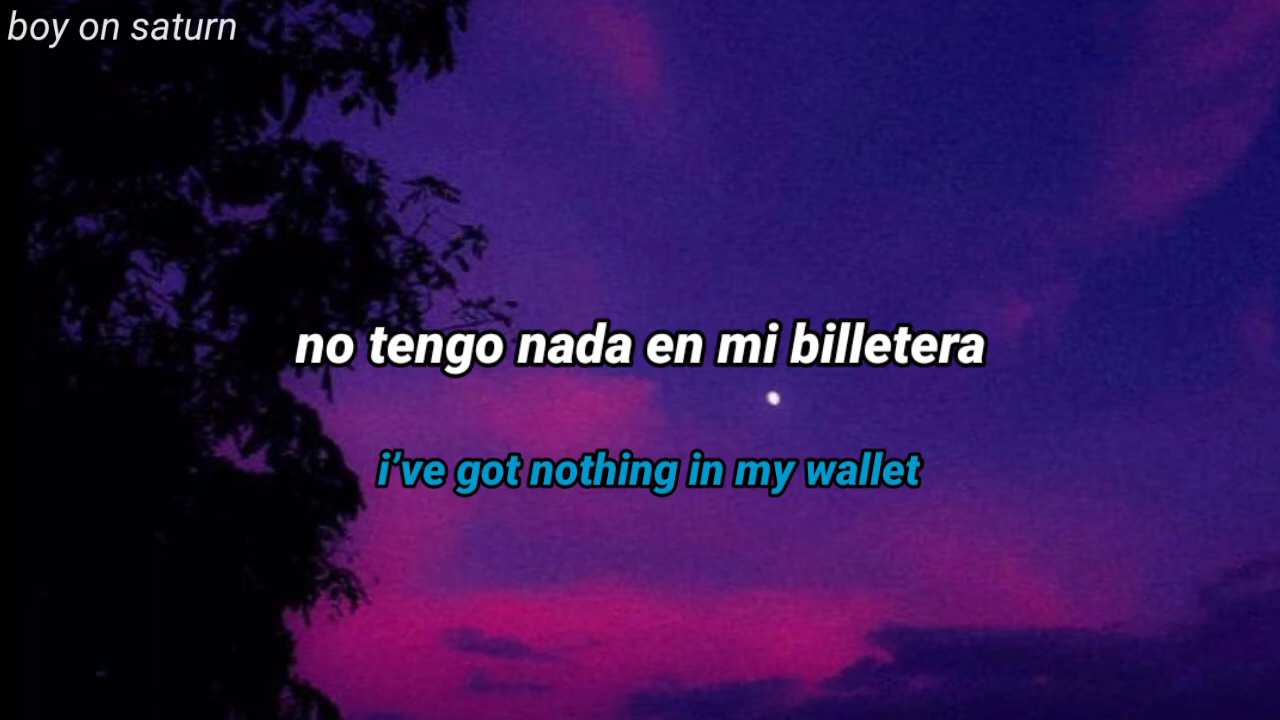 boy on saturn
no tengo nada en mi billetera
i’ve got nothing in my wallet